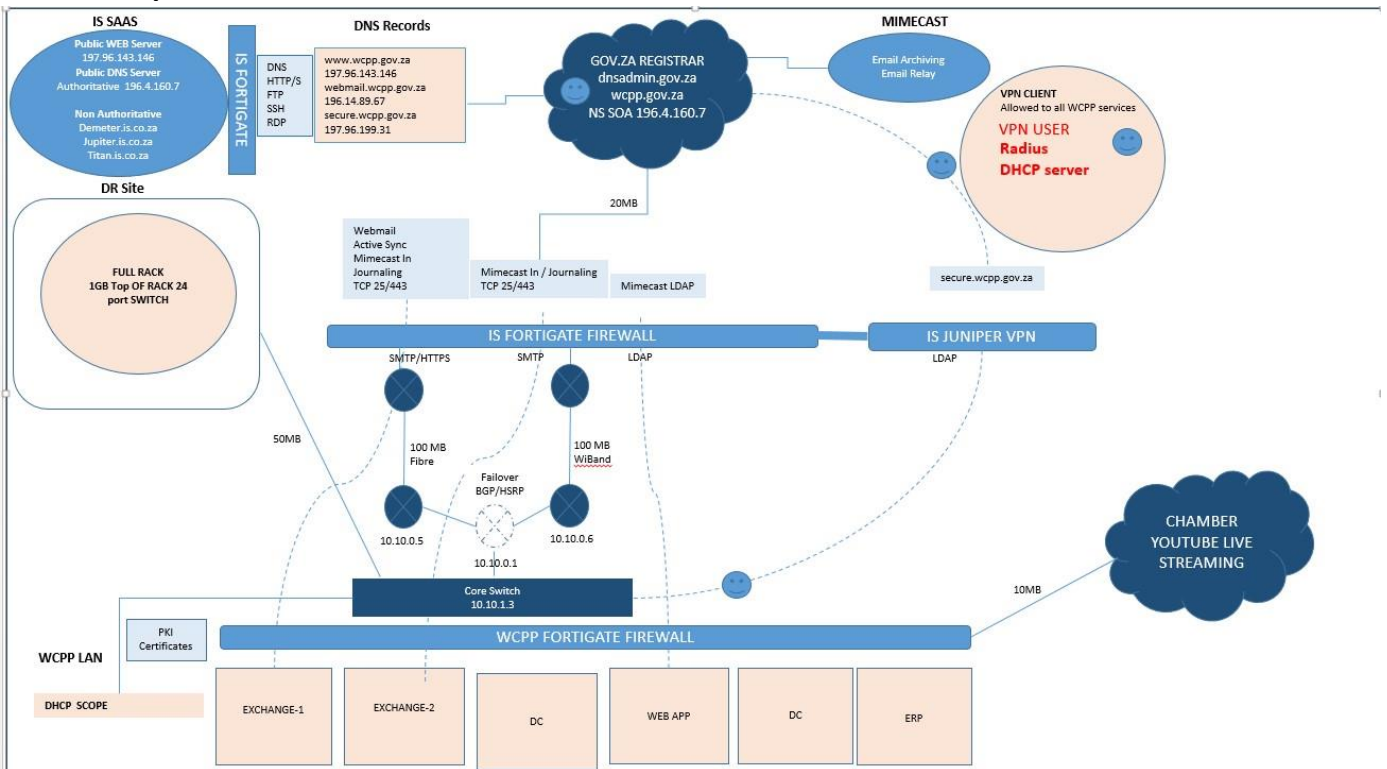 IS SAAS
Public WEB Server
197.96.143.146
Public DNS Server
Authoritative 196.4.160.7
Non Authoritative
Demeter.is.co.za
Jupiter.is.co.za
Titan.is.co.za
IS FORTIGATE
DNS
HTTP/S
FTP
SSH
RDP
DNS Records
www.wcpp.gov.za
197.96.143.146
webmail.wcpp.gov.za
196.14.89.67
secure.wcpp.gov.za
197.96.199.31
GOV.ZA REGISTRAR
dnsadmin.gov.za
wcpp.gov.za
NS SOA 196.4.160.7
MIMECAST
Email Archiving
Email Relay
VPN CLIENT
Allowed to all WCPP services
VPN USER
Radius
DHCP server
DR Site
FULL RACK
1GB Top OF RACK 24
port SWITCH
20MB
Webmail
Active Sync
Mimecast In
Journaling
TCP 25/443
Mimecast In / Journaling
TCP 25/443
Mimecast LDAP
secure.wcpp.gov.za
IS FORTIGATE FIREWALL
IS JUNIPER VPN
SMTP/HTTPS
SMTP
LDAP
LDAP
50MB
100 MB
Fibre
100 MB
WiBand
Failover
BGP/HSRP
10.10.0.5
10.10.0.6
10.10.0.1
Core Switch
10.10.1.3
CHAMBER
YOUTUBE LIVE
STREAMING
10MB
WCPP FORTIGATE FIREWALL
PKI
Certificates
WCPP LAN
DHCP SCOPE
EXCHANGE-1
EXCHANGE-2
DC
WEB APP
DC
ERP